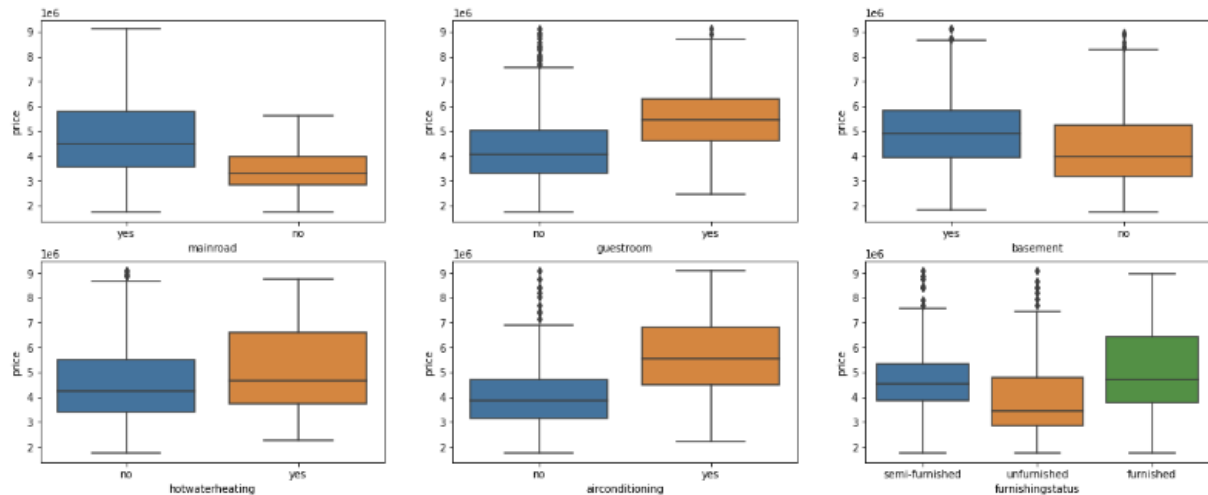 1e6 1e6 1e6
9 9 9
8 8 8
7 7 7
6 6 6
price price price
5 5 5
4 4 4
3 3 3
2 2 2
yes no no yes yes no
mainroad guestroom basement
1e6 1e6 1e6
9 9 9
8 8 8
7 7 7
6 6 6
price price price
5 5 5
4 4 4
3 3 3
2 2 2
no yes no yes semi-furnished unfurnished furnished
hotwaterheating airconditioning furnishingstatus